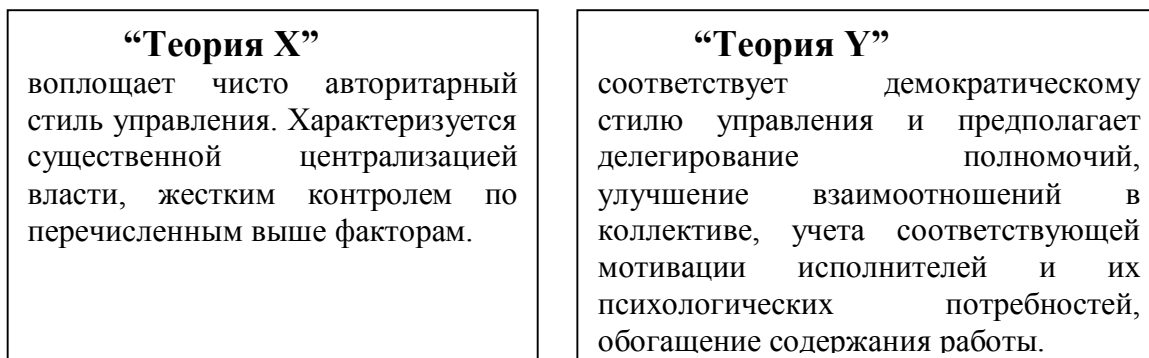 “Теория X”
воплощает чисто авторитарный
стиль управления. Характеризуется
существенной централизацией
власти, жестким контролем по
перечисленным выше факторам.
“Теория Y”
соответствует демократическому
стилю управления и предполагает
делегирование полномочий,
улучшение взаимоотношений в
коллективе, учета соответствующей
мотивации исполнителей и их
психологических потребностей,
обогащение содержания работы.